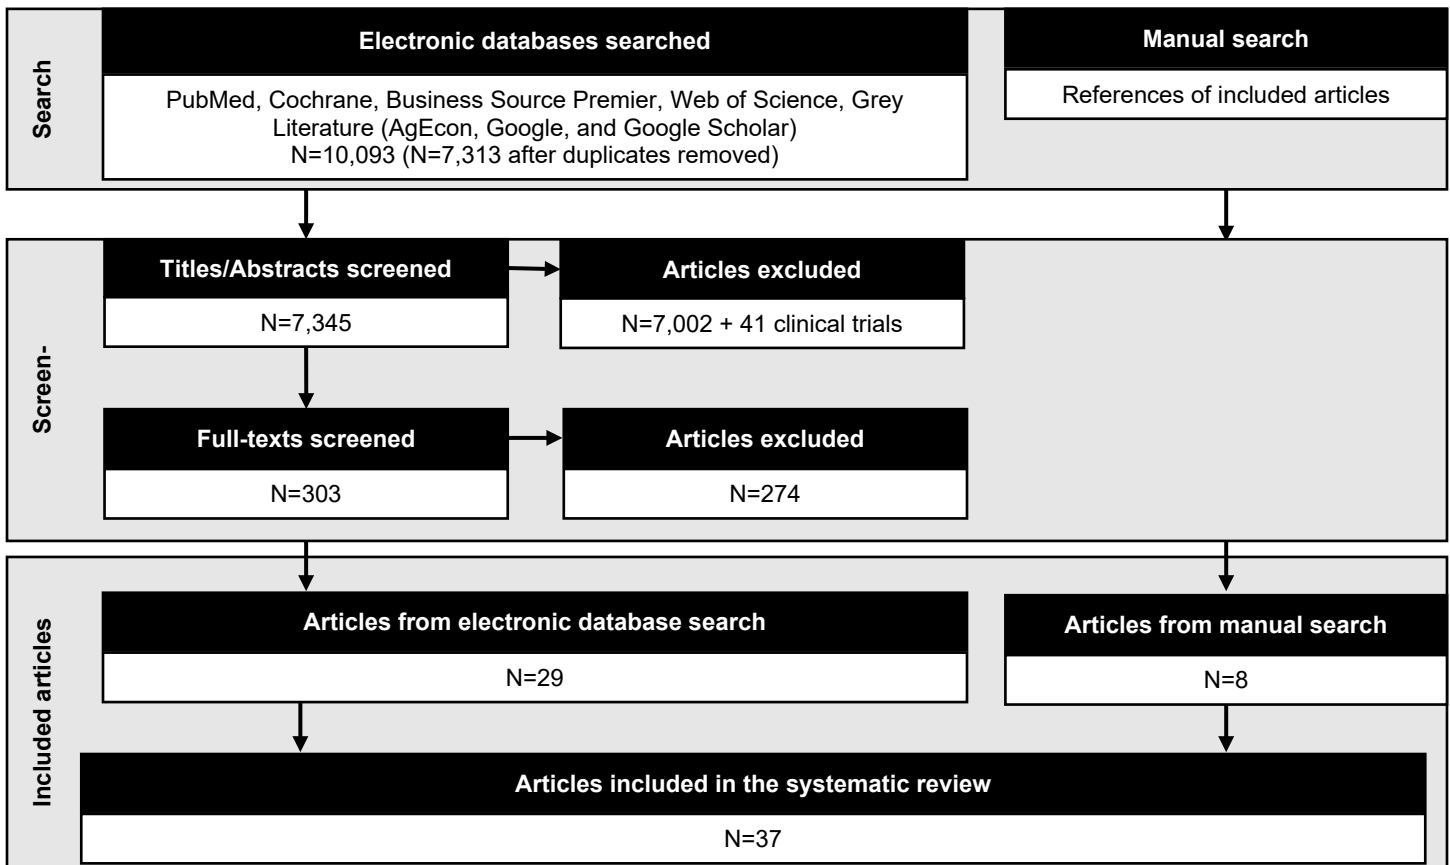 Search
Electronic databases searched
PubMed, Cochrane, Business Source Premier, Web of Science, Grey
Literature (AgEcon, Google, and Google Scholar)
N=10,093 (N=7,313 after duplicates removed)
Manual search
References of included articles
Screen-
Titles/Abstracts screened
N=7,345
Articles excluded
N=7,002 + 41 clinical trials
Full-texts screened
N=303
Articles excluded
N=274
Included articles
Articles from electronic database search
N=29
Articles from manual search
N=8
Articles included in the systematic review
N=37